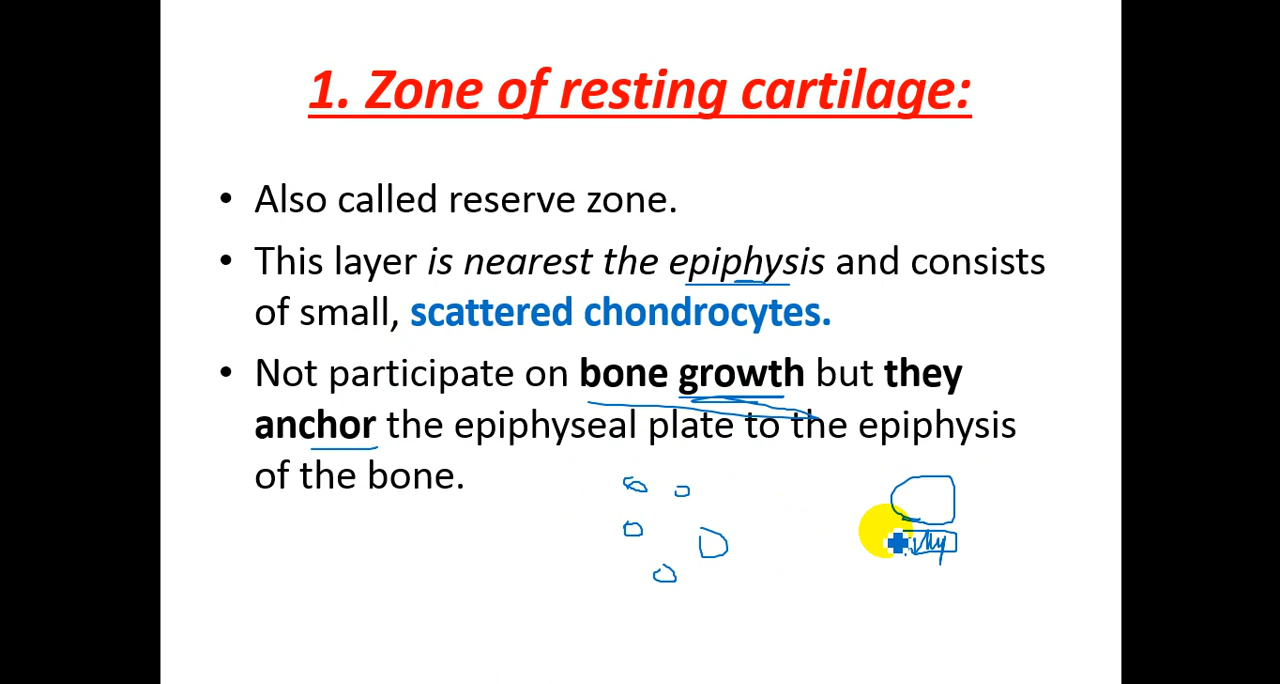 1. Zone of resting cartilage:
• Also called reserve zone.
• This layer is nearest the epiphysis and consists
of small, scattered chondrocytes.
• Not participate on bone growth but they
anchor the epiphyseal plate to the epiphysis
of the bone.